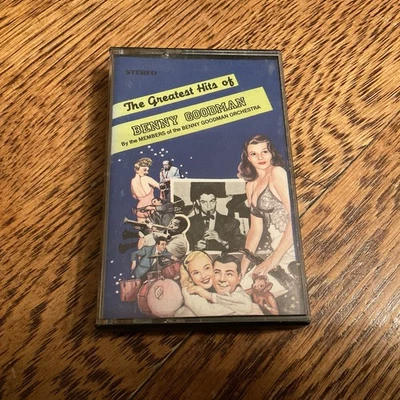 STEREO
The Greatest Hits of
BENNY GOODMAN
By the MEMBERS of the BENNY GOODMAN ORCHESTRA